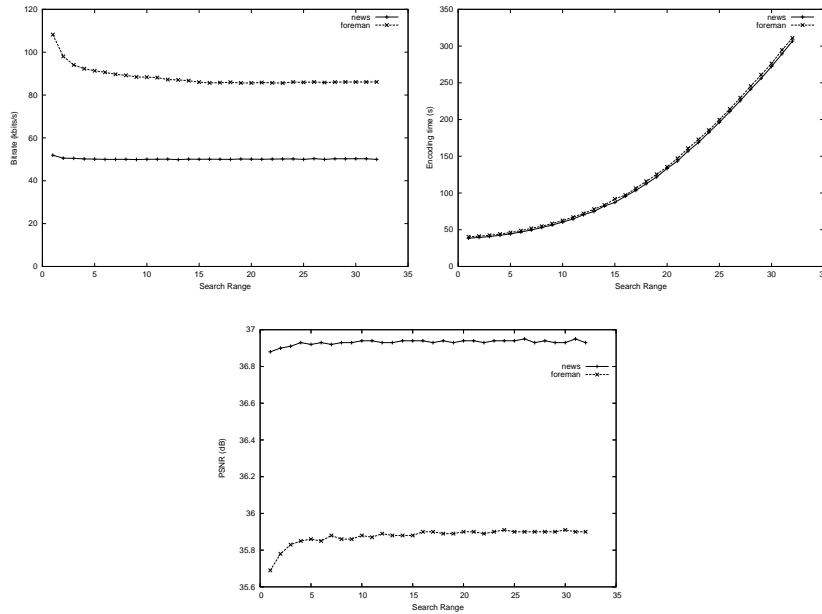 120
100
80
60
40
20
0
Bitrate (kbits/s)
0 5 10 15 20 25 30 35
Search Range
news
foreman
350
300
250
200
150
100
50
0
Encoding time (s)
0 5 10 15 20 25 30 35
Search Range
news
foreman
37
36.8
36.6
36.4
36.2
36
35.8
35.6
PSNR (dB)
0 5 10 15 20 25 30 35
Search Range
news
foreman